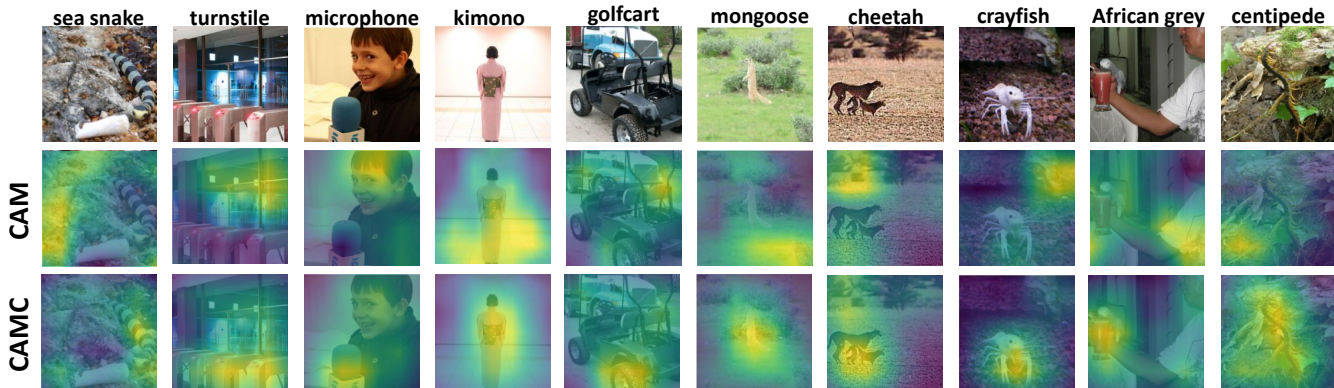 sea snake turnstile microphone kimono golfcart mongoose cheetah crayfish African grey centipede
CAM
CAMC